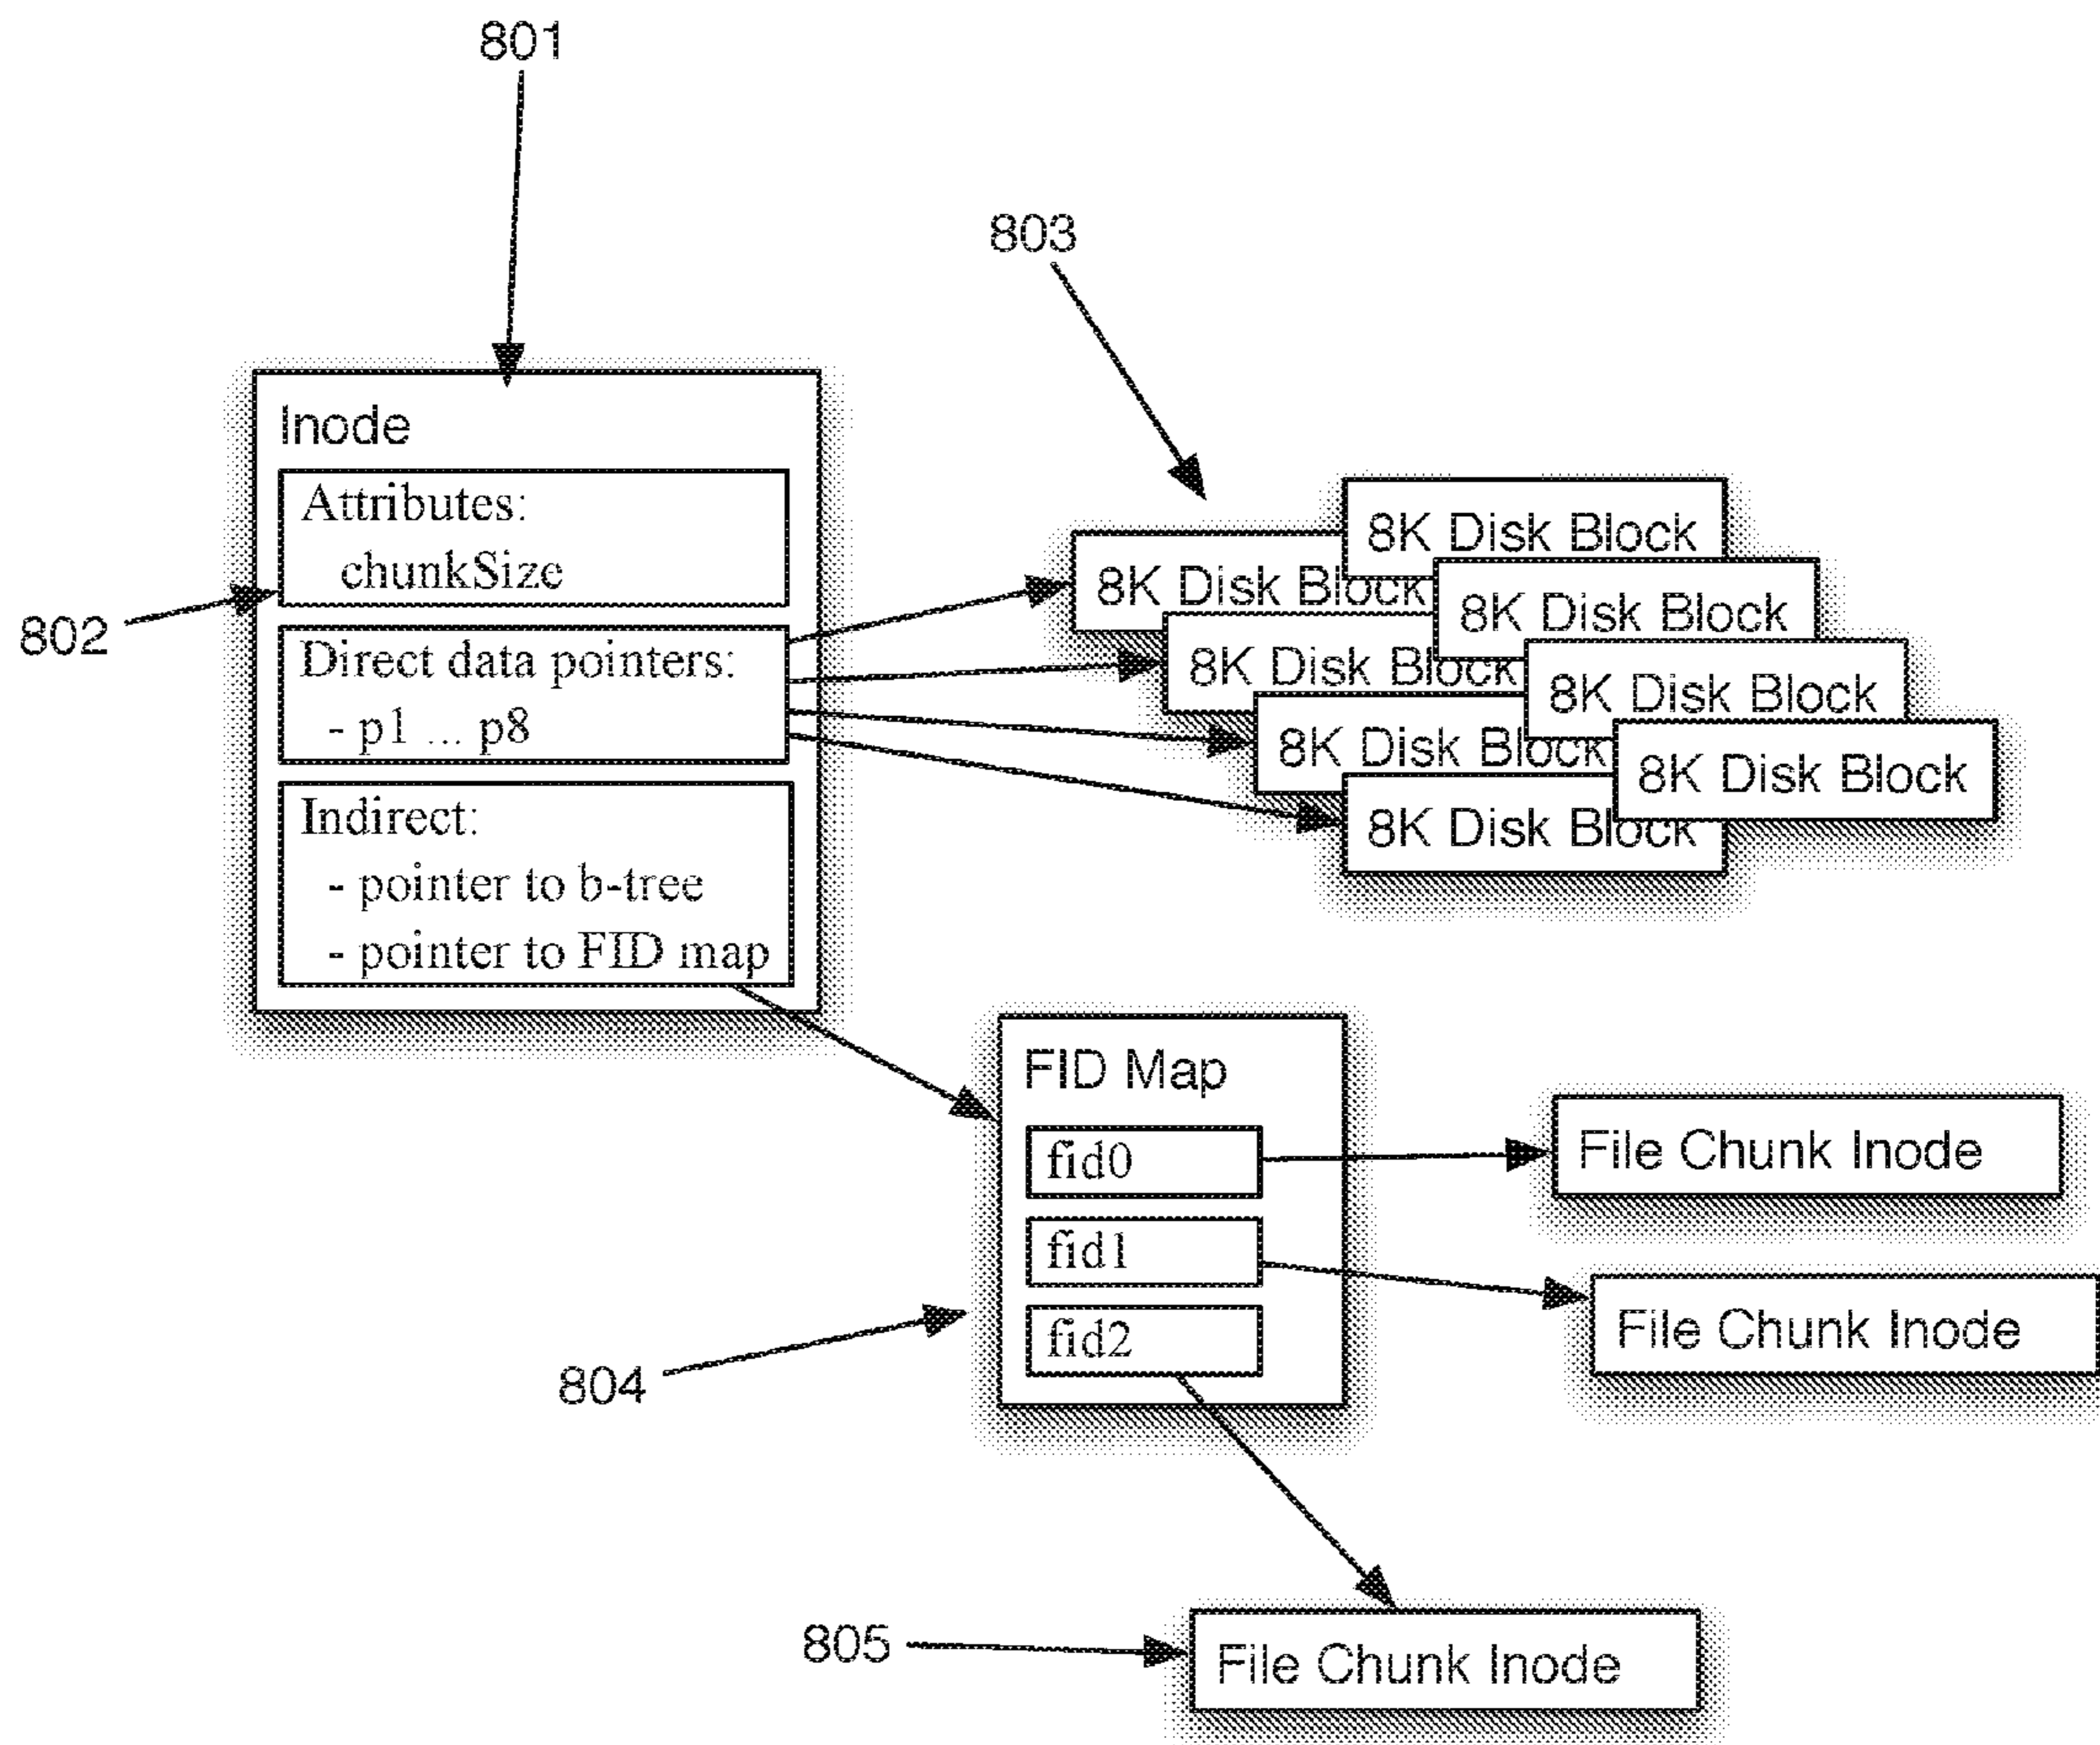 801
803
Inode
Attributes:
chunkSize
802
Direct data pointers:
- p1 ... p8
Indirect:
- pointer to b-tree
- pointer to FID map
8K Disk Block
8K Disk Block
8K Disk Block
8K Disk Block
8K Disk Block
8K Disk Block
8K Disk Block
8K Disk Block
FID Map
fid0
fid1
fid2
804
File Chunk Inode
File Chunk Inode
805
File Chunk Inode